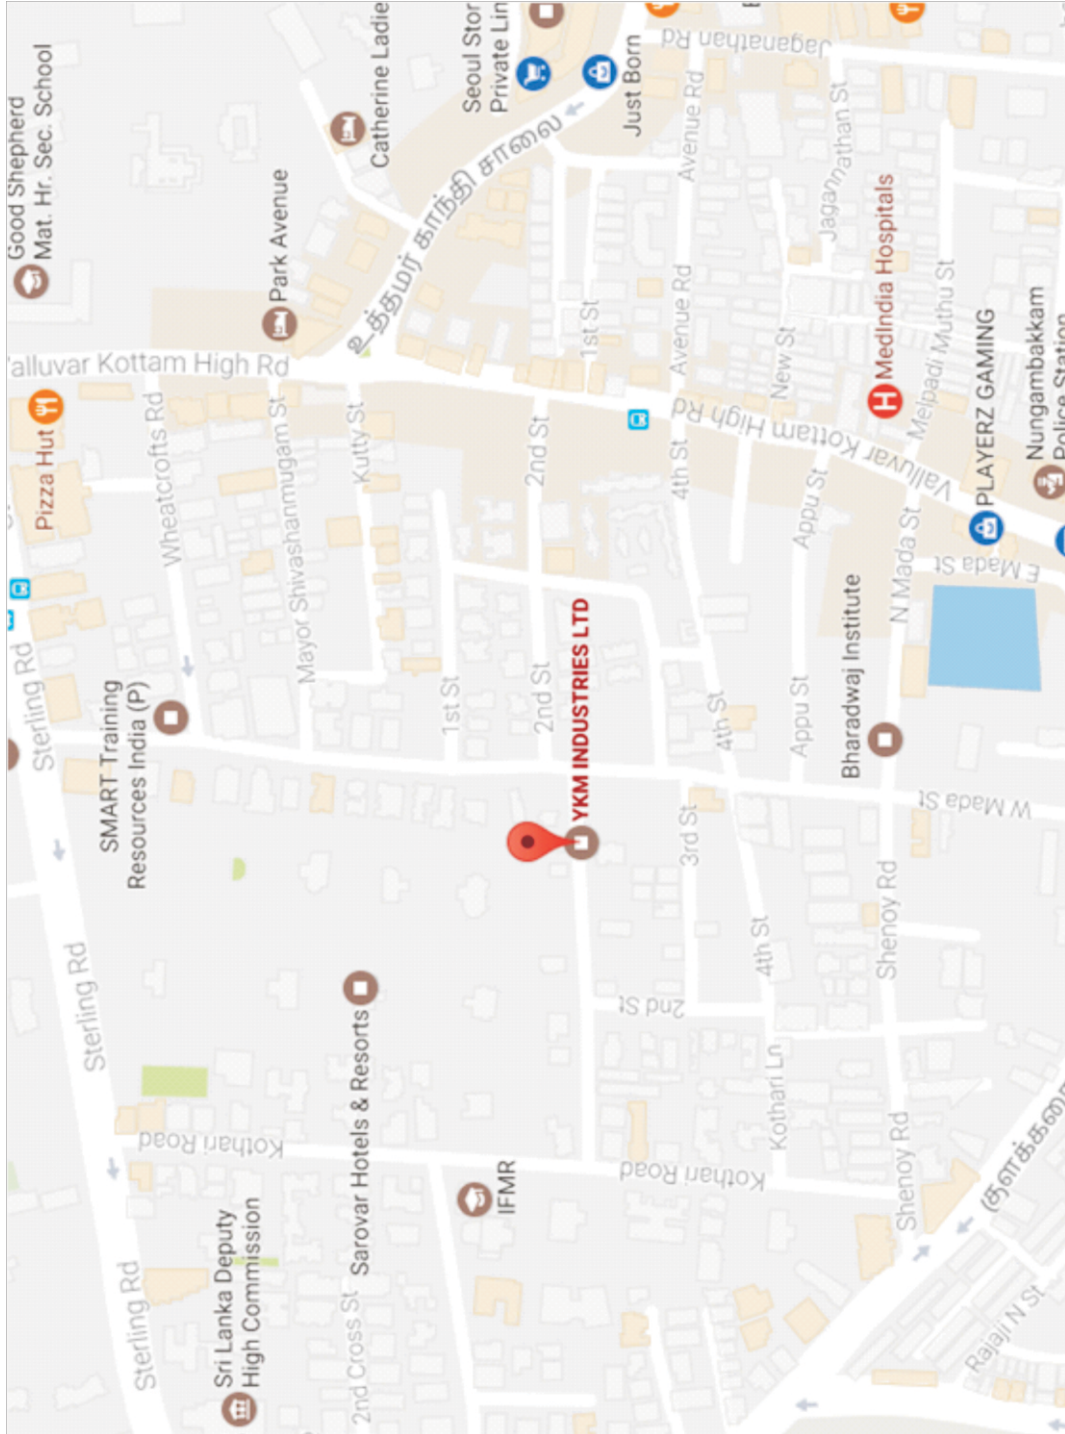 Good Shepherd
Mat. Hr. Sec. School
Pizza Hut
Sterling Rd
Sterling Rd
Sterling Rd
SMART Training
Resources India (P)
alluvar Kottam High Rd
Wheatcrofts Rd
Kothari Road
Sri Lanka Deputy
High Commission
Park Avenue
Mayor Shivashanmugam St
2nd Cross St
Sarovar Hotels & Resorts
Kutty St
Catherine Ladie
உத்தமர் காந்தி சாலை
1st St
Seoul Stor
Private Lin
IFMR
2nd St
2nd St
YKM INDUSTRIES LTD
1st St
Just Born
2nd St
Kothari Road
3rd St
4th St
Avenue Rd
Avenue Rd
Jaganathan Rd
Valluvar Kottam High Rd
4th St
4th St
Kothari Ln
New St
Appu St
Appu St
Jagannathan St
Bharadwaj Institute
MedIndia Hospitals
Shenoy Rd
Shenoy Rd
N Mada St
Melpadi Muthu St
Valluvar
W Mada St
E Mada St
PLAYERZ GAMING
Rajaji N St
Nungambakkam
Police Station